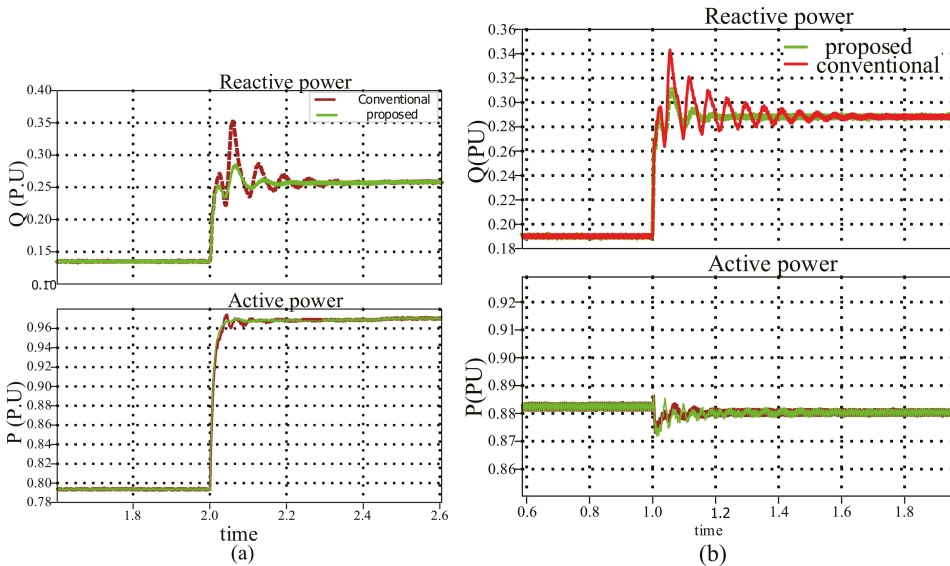 Reactive power
0.40
0.35
0.30
0.25
0.20
0.15
0.10
Q (P.U)
Conventional
proposed
Active power
0.96
0.94
0.92
0.90
0.88
0.86
0.84
0.82
0.80
0.78
P (P.U)
1.8 2.0 2.2 2.4 2.6
time
(a)
Reactive power
0.36
0.34
0.32
0.30
0.28
0.26
0.24
0.22
0.20
0.18
Q(PU)
proposed
conventional
Active power
0.92
0.91
0.90
0.89
0.88
0.87
0.86
P(PU)
0.6 0.8 1.0 1.2 1.4 1.6 1.8
time
(b)